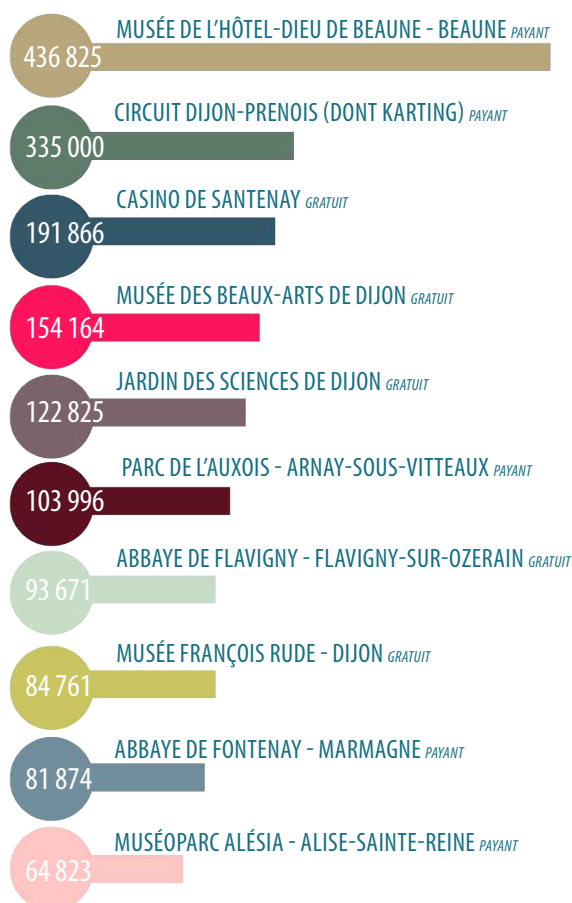 MUSÉE DE L'HÔTEL-DIEU DE BEAUNE - BEAUNE PAYANT
436 825
CIRCUIT DIJON-PRENOIS (DONT KARTING) PAYANT
335 000
CASINO DE SANTENAY GRATUIT
191 866
MUSÉE DES BEAUX-ARTS DE DIJON GRATUIT
154 164
JARDIN DES SCIENCES DE DIJON GRATUIT
122 825
PARC DE L'AUXOIS - ARNAY-SOUS-VITTEAUX PAYANT
103 996
ABBAYE DE FLAVIGNY - FLAVIGNY-SUR-OZERAIN GRATUIT
93 671
MUSÉE FRANÇOIS RUDE - DIJON GRATUIT
84 761
ABBAYE DE FONTENAY - MARMAGNE PAYANT
81 874
MUSÉOPARC ALÉSIA - ALISE-SAINTE-REINE PAYANT
64 823